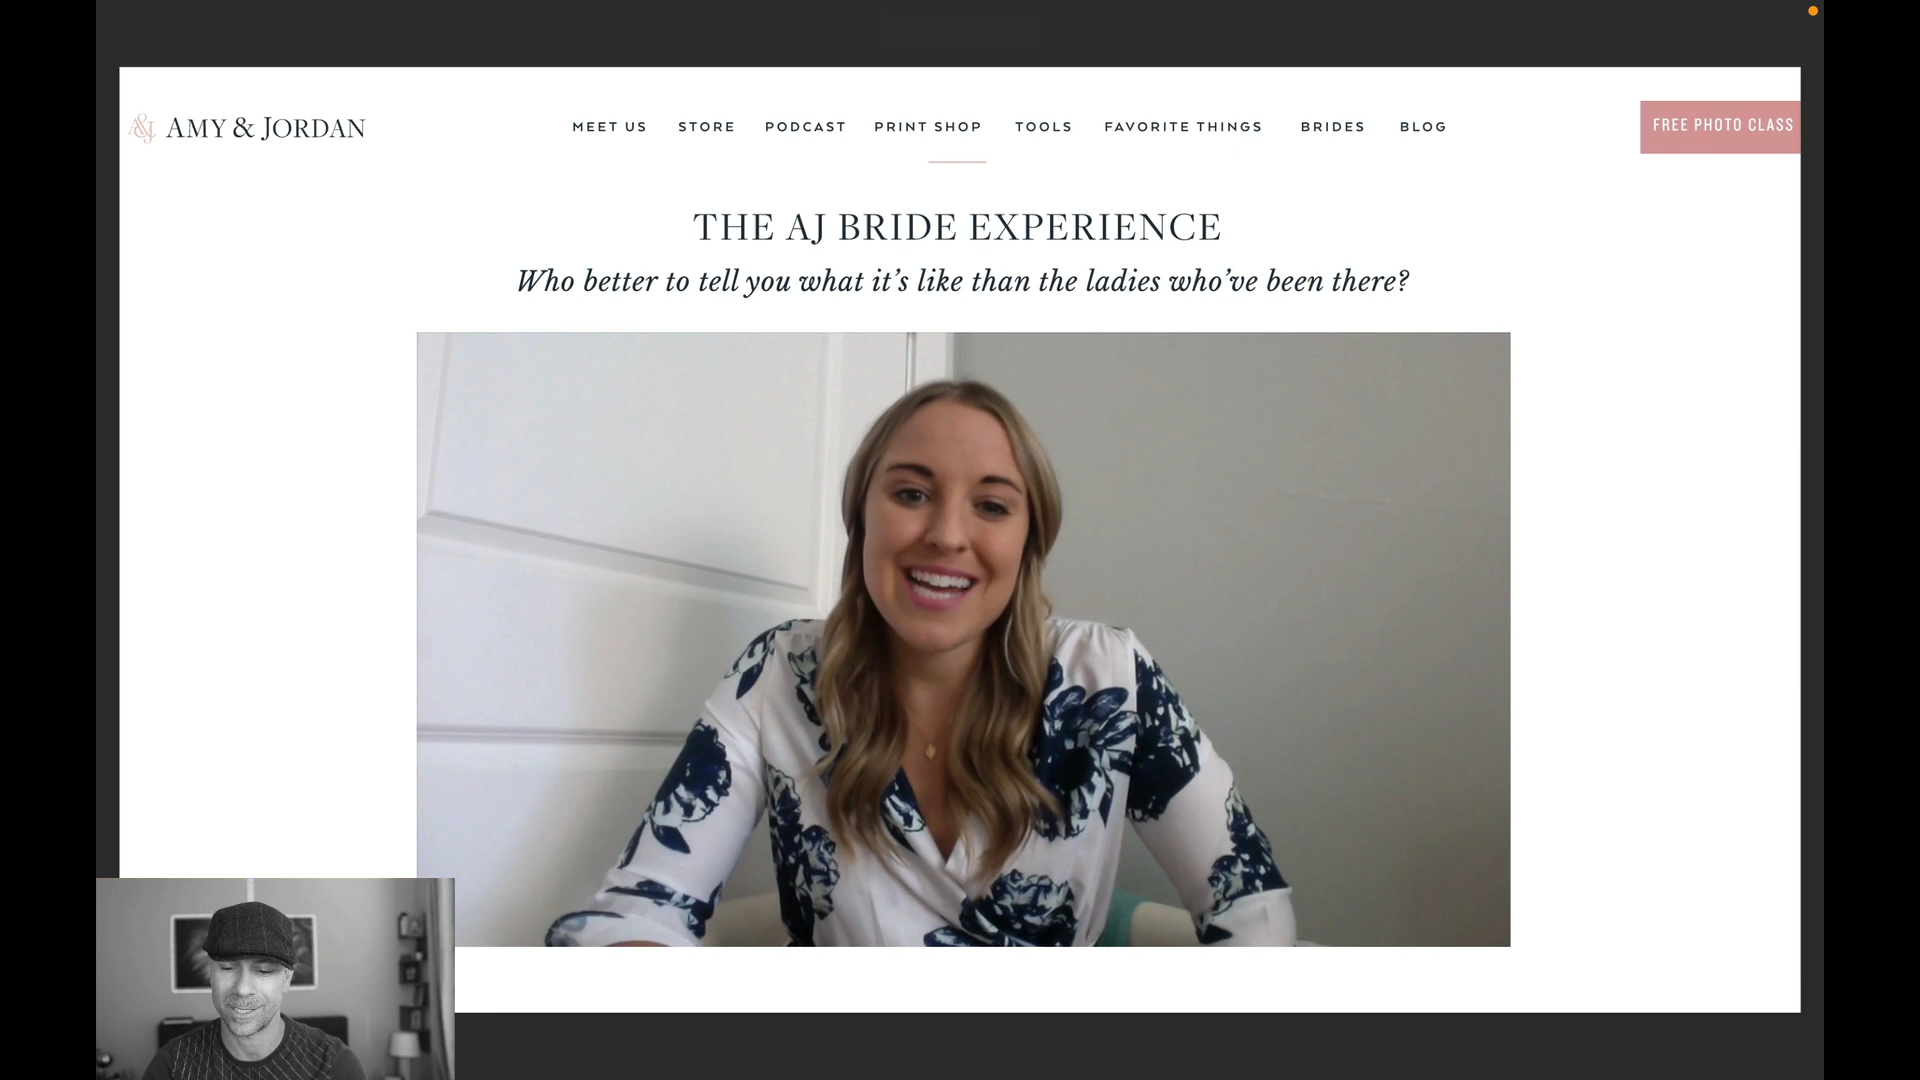 A&J AMY & JORDAN
MEET US STORE PODCAST PRINT SHOP TOOLS FAVORITE THINGS BRIDES BLOG
FREE PHOTO CLASS
THE AJ BRIDE EXPERIENCE
Who better to tell you what it’s like than the ladies who’ve been there?